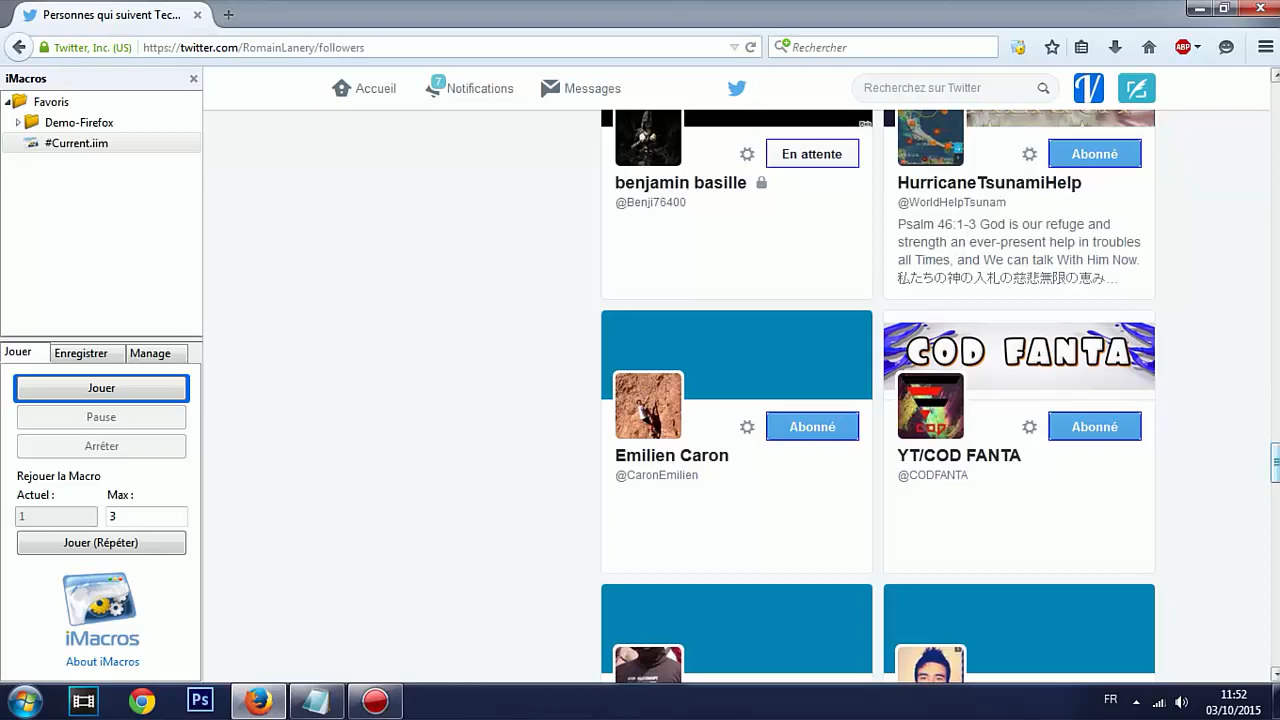 Personnes qui suivent Tec...
Twitter, Inc. (US)
https://twitter.com/RomainLanery/followers
Rechercher
ABP
iMacros
Favoris
Demo-Firefox
#Current.iim
Accueil
7
Notifications
Messages
Recherchez sur Twitter
V
En attente
Abonné
benjamin basille
@Benji76400
HurricaneTsunamiHelp
@WorldHelpTsunam
Psalm 46:1-3 God is our refuge and
strength an ever-present help in troubles
all Times, and We can talk With Him Now.
私たちの神の入札の慈悲無限の恵み…
Jouer
Enregistrer
Manage
Jouer
Pause
Arrêter
Rejouer la Macro
Actuel :
Max :
1
3
Jouer (Répéter)
iMacros
About iMacros
COD FANTA
COD
Abonné
Abonné
Emilien Caron
@CaronEmilien
YT/COD FANTA
@CODFANTA
Ps
FR
11:52
03/10/2015